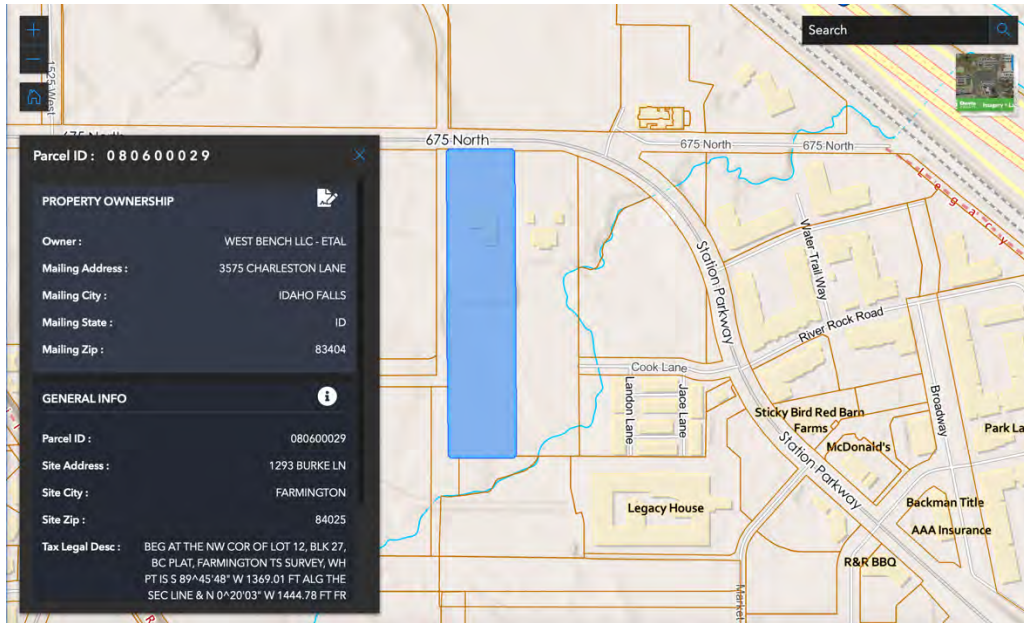 Search
1525 West
675 North
675 North
675 North
675 North
Parcel ID : 080600029
PROPERTY OWNERSHIP
Owner : WEST BENCH LLC - ETAL
Mailing Address : 3575 CHARLESTON LANE
Mailing City : IDAHO FALLS
Mailing State : ID
Mailing Zip : 83404
GENERAL INFO
Parcel ID : 080600029
Site Address : 1293 BURKE LN
Site City : FARMINGTON
Site Zip : 84025
Tax Legal Desc : BEG AT THE NW COR OF LOT 12, BLK 27,
BC PLAT, FARMINGTON TS SURVEY, WH
PT IS S 89^45'48" W 1369.01 FT ALG THE
SEC LINE & N 0^20'03" W 1444.78 FT FR
Legacy
Station Parkway
Water Trail Way
River Rock Road
Cook Lane
Landon Lane
Jace Lane
Broadway
Sticky Bird Red Barn
Farms
McDonald's
Park La
Station Parkway
Legacy House
Backman Title
AAA Insurance
R&R BBQ
Market
R